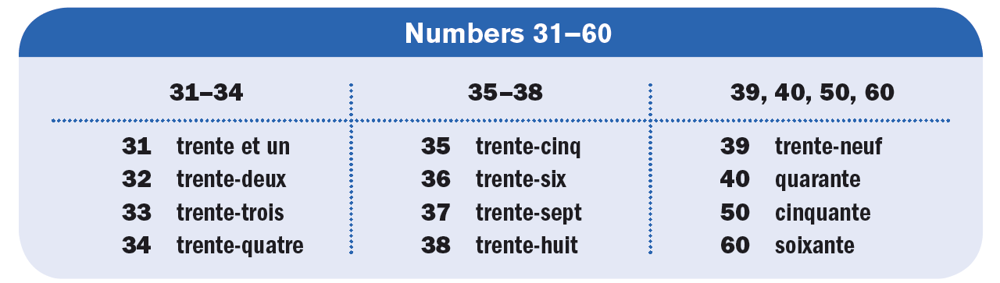 Numbers 31–60
31–34 35–38 39, 40, 50, 60
31 trente et un 35 trente-cinq 39 trente-neuf
32 trente-deux 36 trente-six 40 quarante
33 trente-trois 37 trente-sept 50 cinquante
34 trente-quatre 38 trente-huit 60 soixante